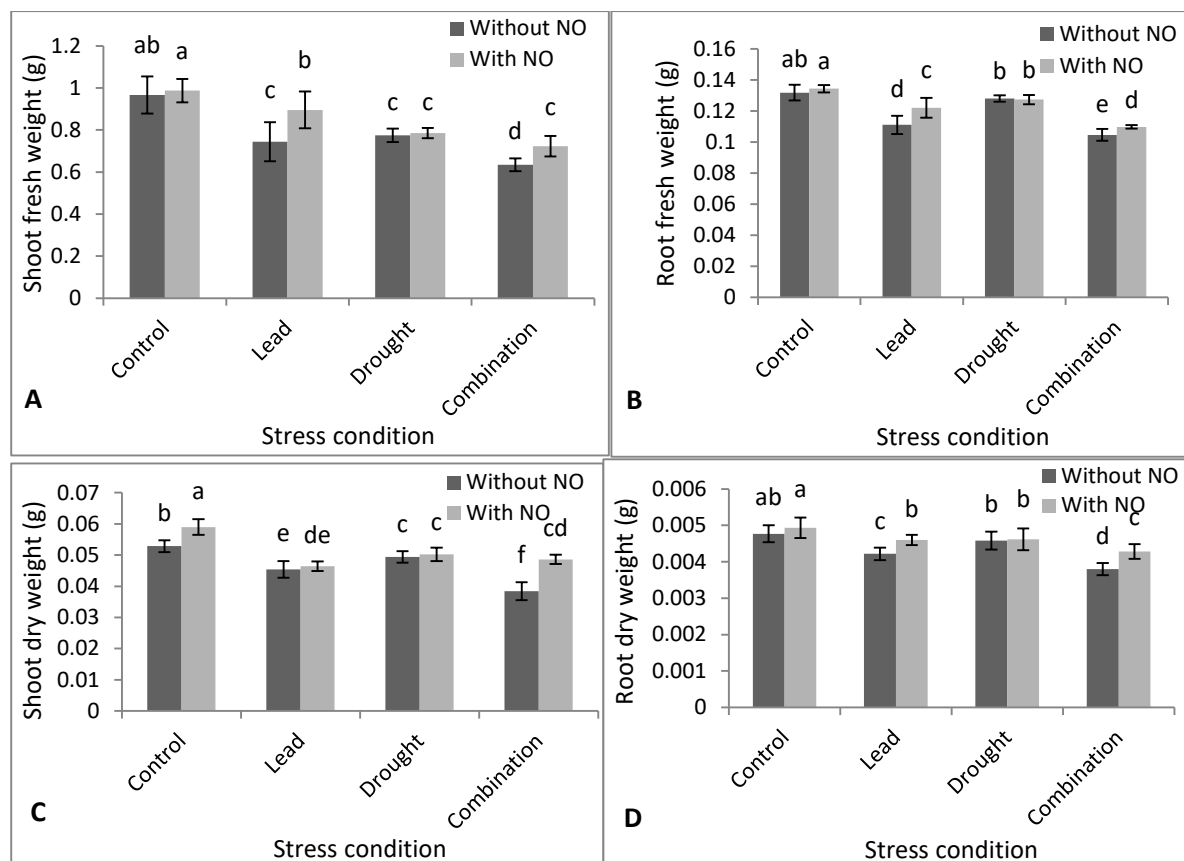 Without NO
With NO
Shoot fresh weight (g)
1.2
1
0.8
0.6
0.4
0.2
0
ab
a
c
b
c
c
d
c
Control
Lead
Drought
Combination
A
Stress condition
Without NO
With NO
Root fresh weight (g)
0.16
0.14
0.12
0.1
0.08
0.06
0.04
0.02
0
ab
a
d
c
b
b
e
d
Control
Lead
Drought
Combination
B
Stress condition
Without NO
With NO
Shoot dry weight (g)
0.07
0.06
0.05
0.04
0.03
0.02
0.01
0
b
a
e
de
c
c
f
cd
Control
Lead
Drought
Combination
C
Stress condition
Without NO
With NO
Root dry weight (g)
0.006
0.005
0.004
0.003
0.002
0.001
0
ab
a
c
b
b
b
d
c
Control
Lead
Drought
Combination
D
Stress condition